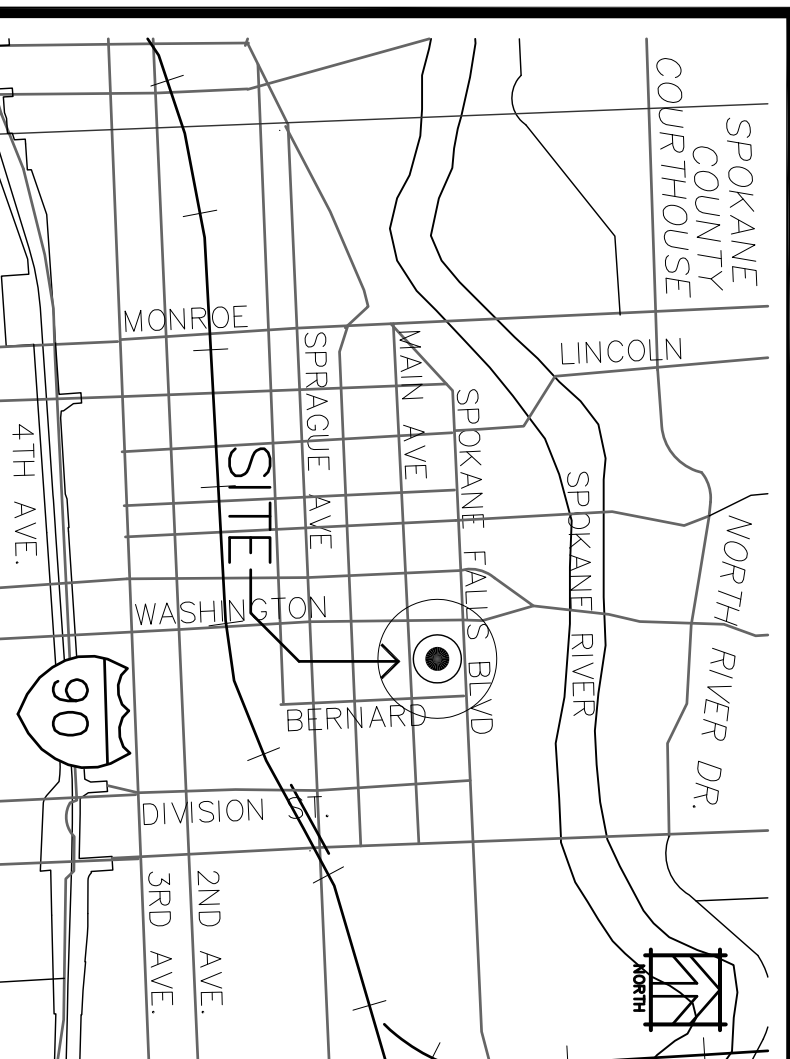 SPOKANE
COUNTY
COURTHOUSE
MONROE
LINCOLN
SPRAGUE AVE
MAIN AVE
SPOKANE FALLS BLVD
4TH AVE.
SITE
SPOKANE RIVER
NORTH RIVER DR.
WASHINGTON
90
BERNARD
DIVISION ST.
3RD AVE.
2ND AVE.
NORTH